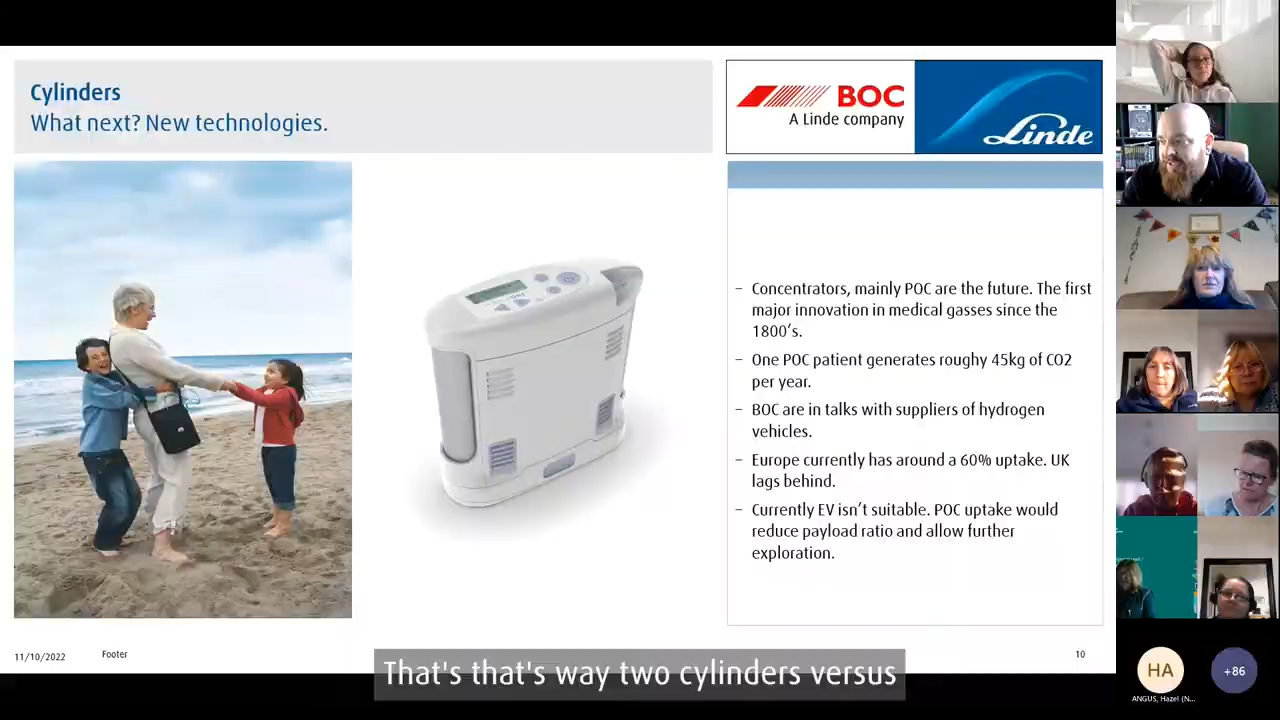 Cylinders
What next? New technologies.
BOC
A Linde company
Linde
– Concentrators, mainly POC are the future. The first
major innovation in medical gasses since the
1800's.
– One POC patient generates roughy 45kg of CO2
per year.
– BOC are in talks with suppliers of hydrogen
vehicles.
– Europe currently has around a 60% uptake. UK
lags behind.
– Currently EV isn't suitable. POC uptake would
reduce payload ratio and allow further
exploration.
11/10/2022
Footer
10
That's that's way two cylinders versus
HA
+86
ANGUS, Hazel (N...